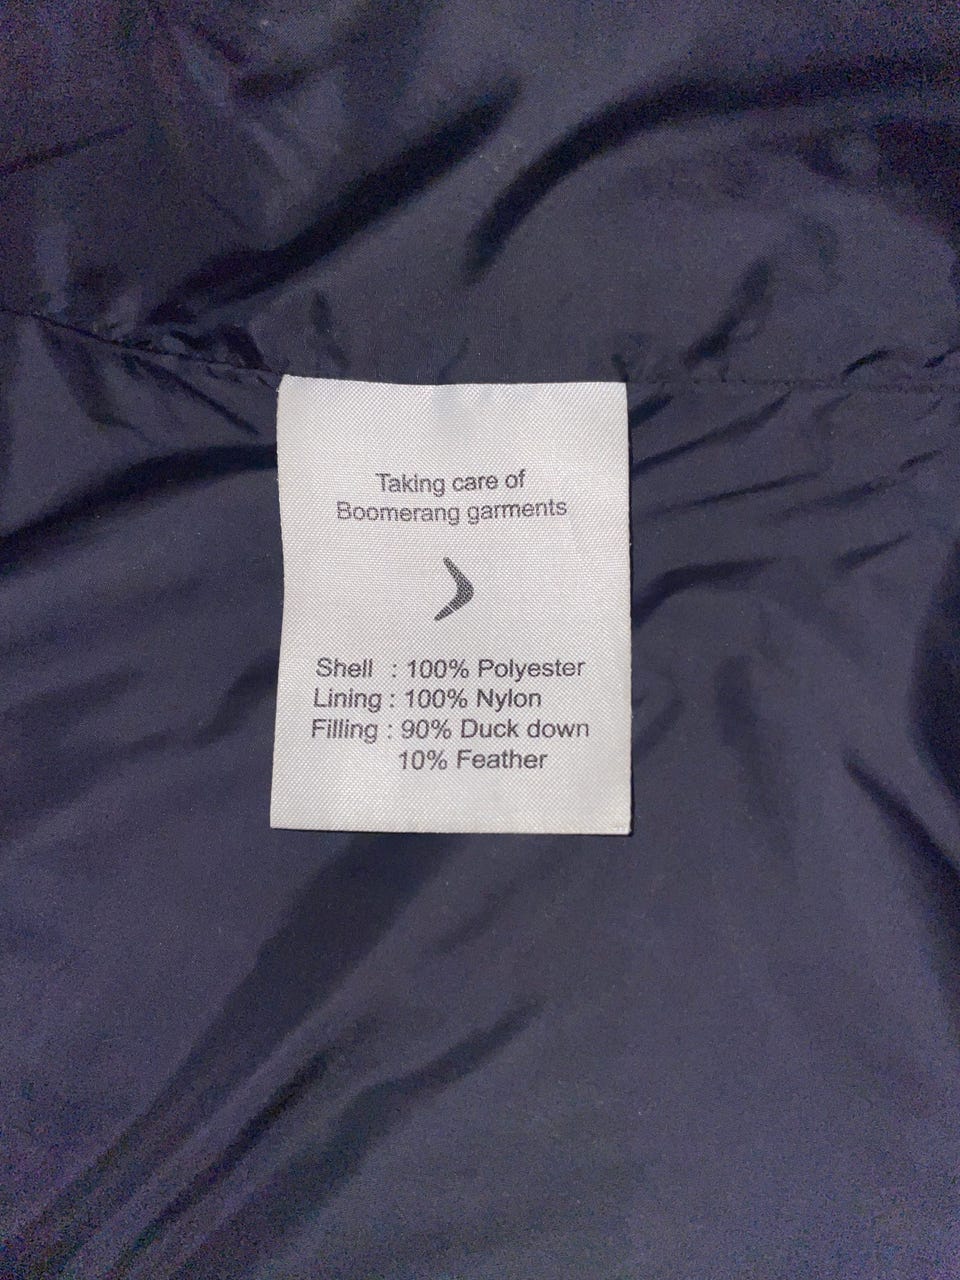 Taking care of
Boomerang garments
Shell : 100% Polyester
Lining : 100% Nylon
Filling : 90% Duck down
10% Feather